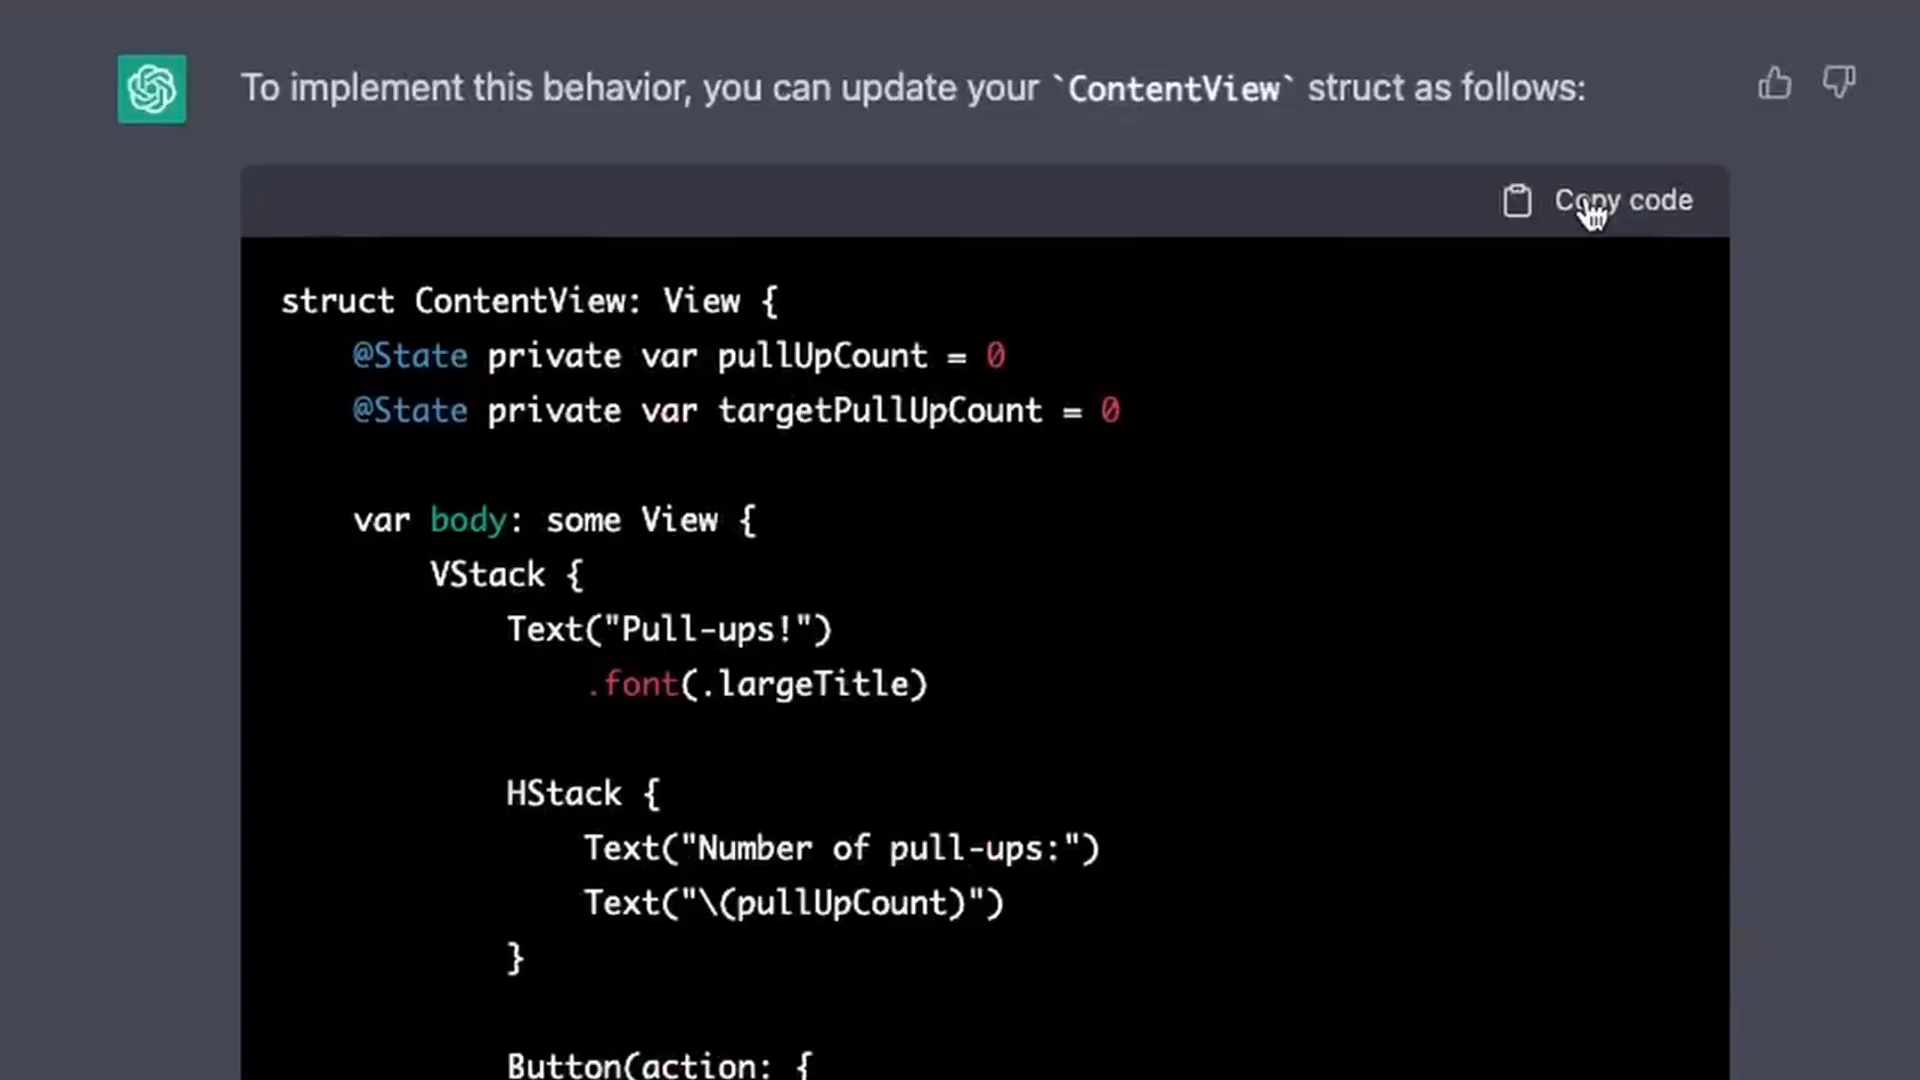 To implement this behavior, you can update your `ContentView` struct as follows:
Copy code
struct ContentView: View {
@State private var pullUpCount = 0
@State private var targetPullUpCount = 0
var body: some View {
VStack {
Text("Pull-ups!")
.font(.largeTitle)
HStack {
Text("Number of pull-ups:")
Text("\(pullUpCount)")
}
Button(action: {